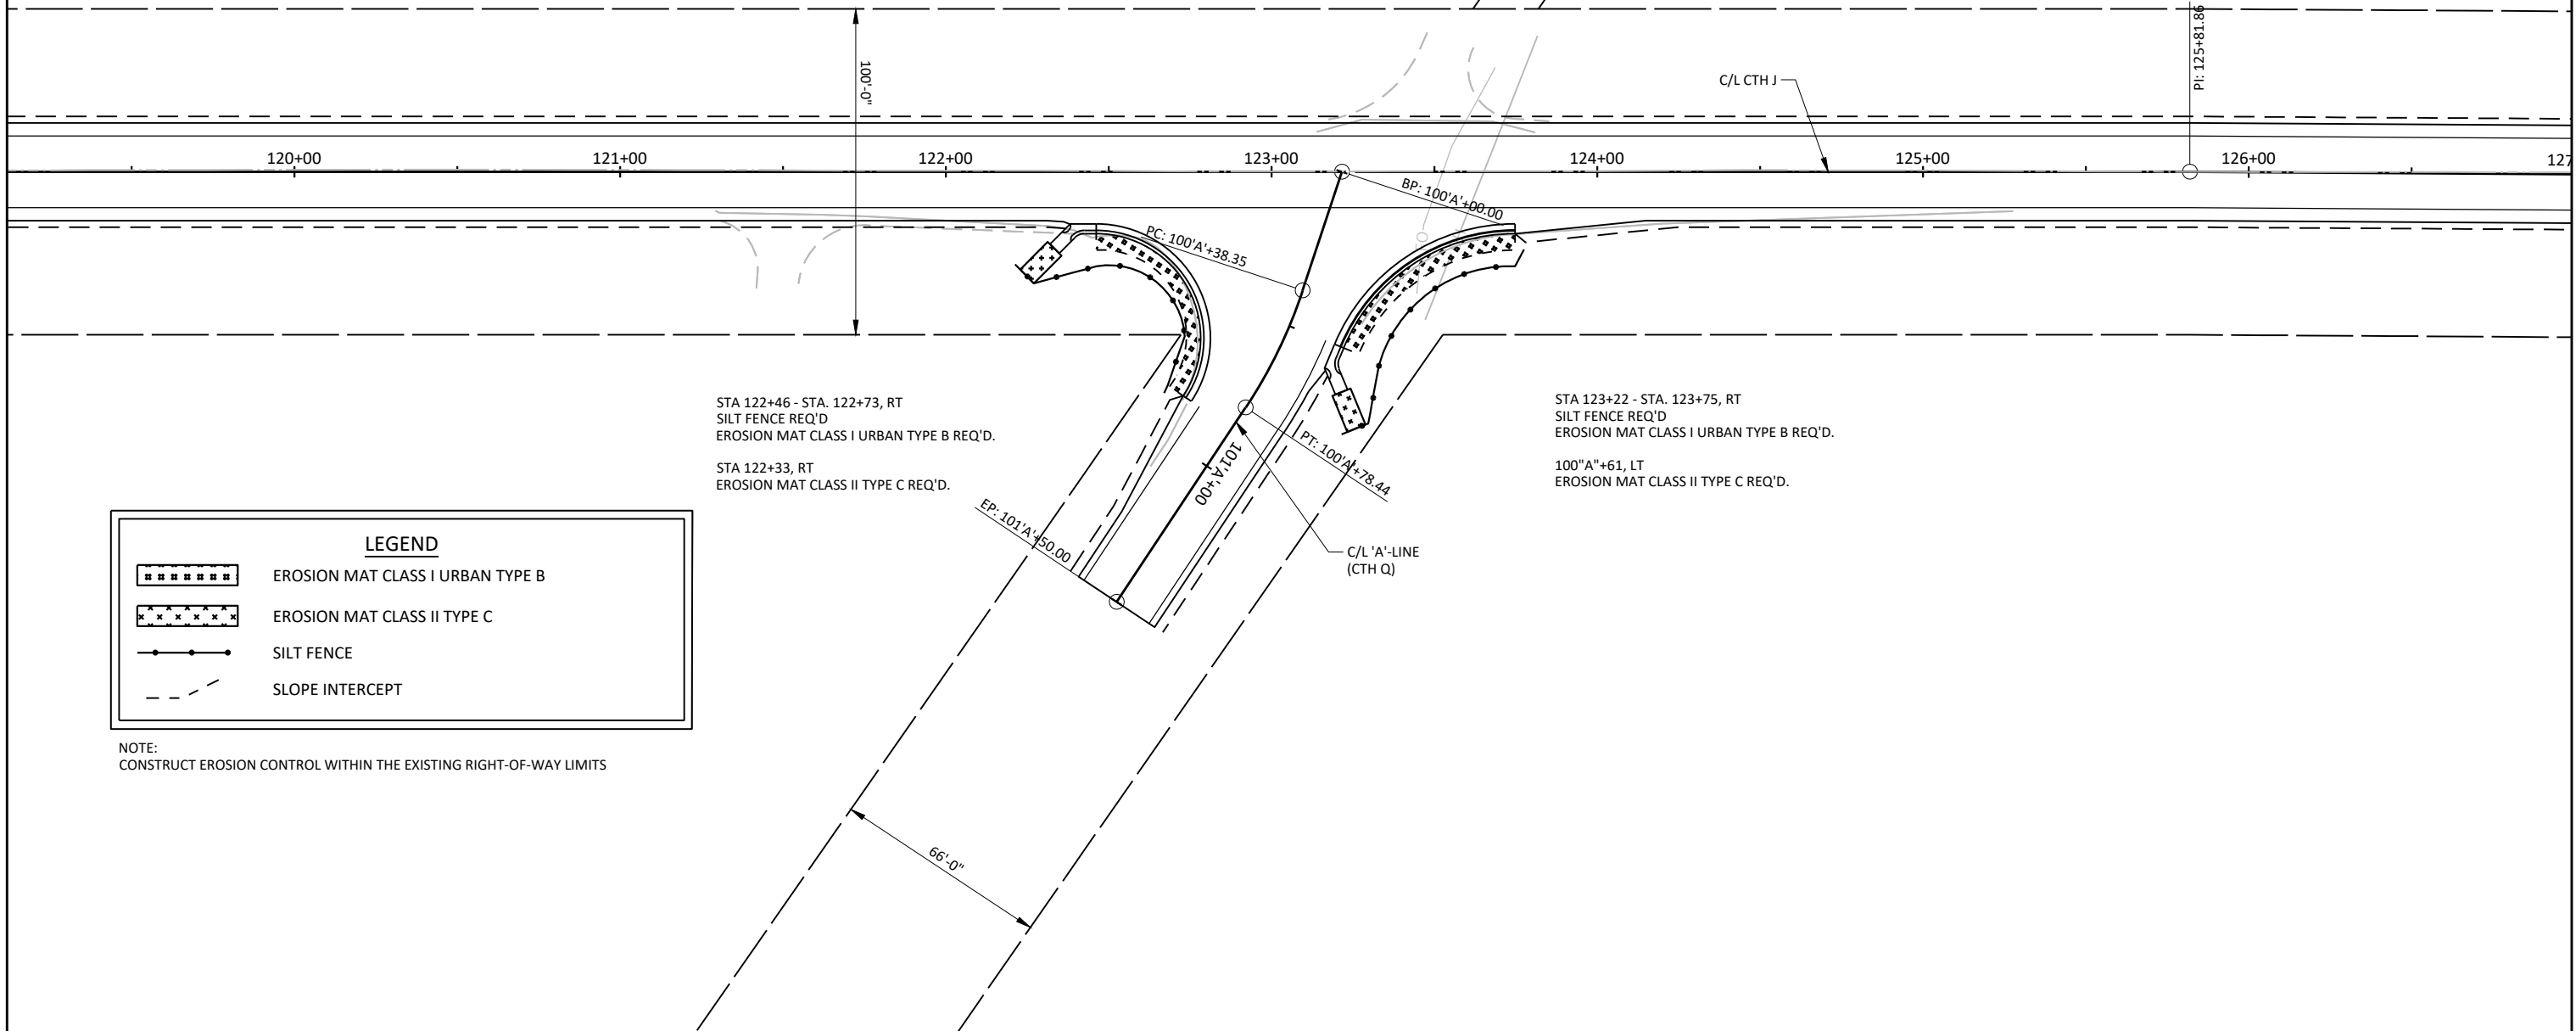 PI: 125+81.86
100'-0"
C/L CTH J
120+00
121+00
122+00
123+00
124+00
125+00
126+00
127
BP: 100'A'+00.00
PC: 100'A'+38.35
STA 122+46 - STA. 122+73, RT
SILT FENCE REQ'D
EROSION MAT CLASS I URBAN TYPE B REQ'D.
STA 122+33, RT
EROSION MAT CLASS II TYPE C REQ'D.
STA 123+22 - STA. 123+75, RT
SILT FENCE REQ'D
EROSION MAT CLASS I URBAN TYPE B REQ'D.
100"A"+61, LT
EROSION MAT CLASS II TYPE C REQ'D.
PT: 100'A'+78.44
101'A'+00
EP: 101'A'+50.00
C/L 'A'-LINE
(CTH Q)
LEGEND
EROSION MAT CLASS I URBAN TYPE B
EROSION MAT CLASS II TYPE C
SILT FENCE
SLOPE INTERCEPT
NOTE:
CONSTRUCT EROSION CONTROL WITHIN THE EXISTING RIGHT-OF-WAY LIMITS
66'-0"